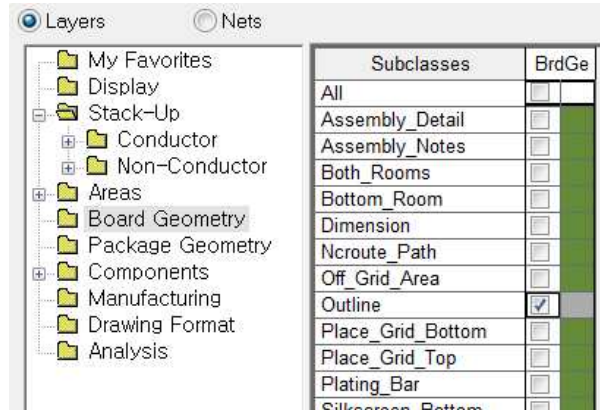 Layers
Nets
My Favorites
Display
Stack-Up
Conductor
Non-Conductor
Areas
Board Geometry
Package Geometry
Components
Manufacturing
Drawing Format
Analysis
Subclasses BrdGe
All
Assembly_Detail
Assembly_Notes
Both_Rooms
Bottom_Room
Dimension
Ncroute_Path
Off_Grid_Area
Outline
Place_Grid_Bottom
Place_Grid_Top
Plating_Bar
Silkscreen_Bottom